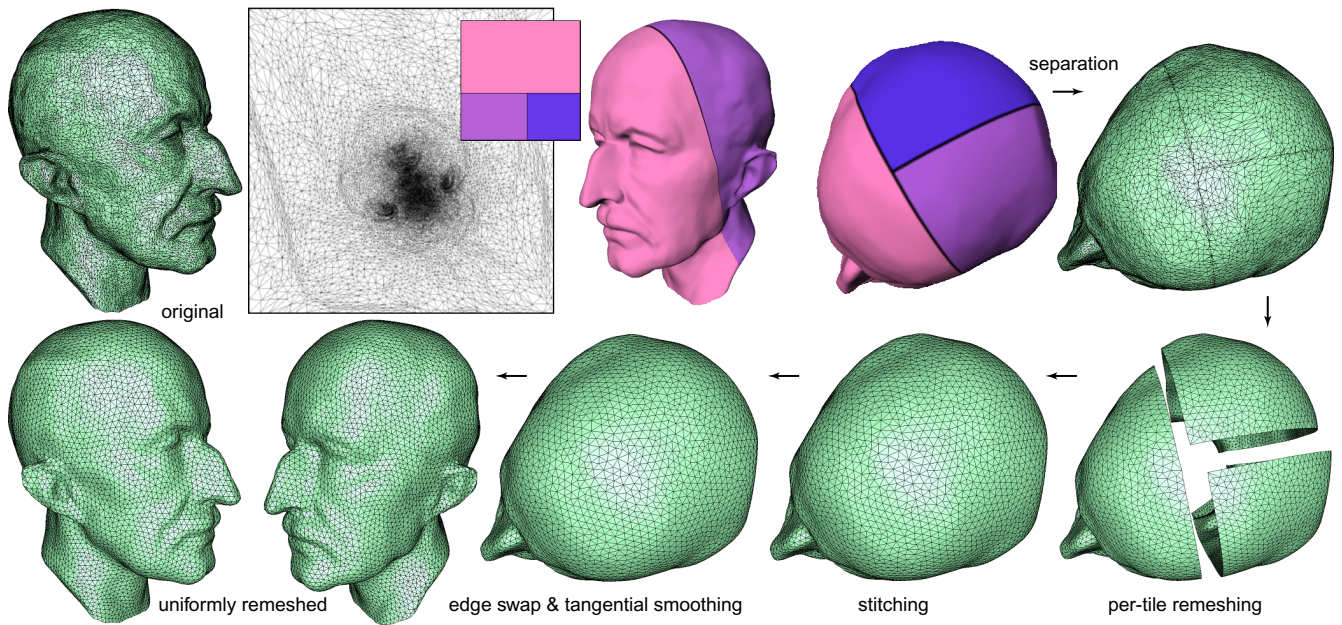 separation
original
uniformly remeshed
edge swap & tangential smoothing
stitching
per-tile remeshing